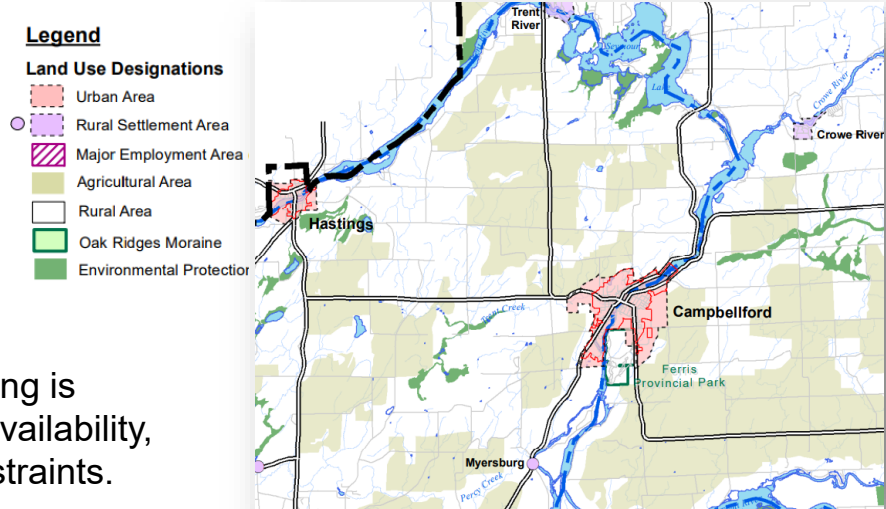 Legend
Land Use Designations
Urban Area
Rural Settlement Area
Major Employment Area
Agricultural Area
Rural Area
Oak Ridges Moraine
Environmental Protection
ng is
vailability,
straints.
Trent
River
Seymour
Crowe River
Crowe River
Hastings
Trent Creek
Campbellford
Ferris
Provincial Park
Myersburg
Percy Creek